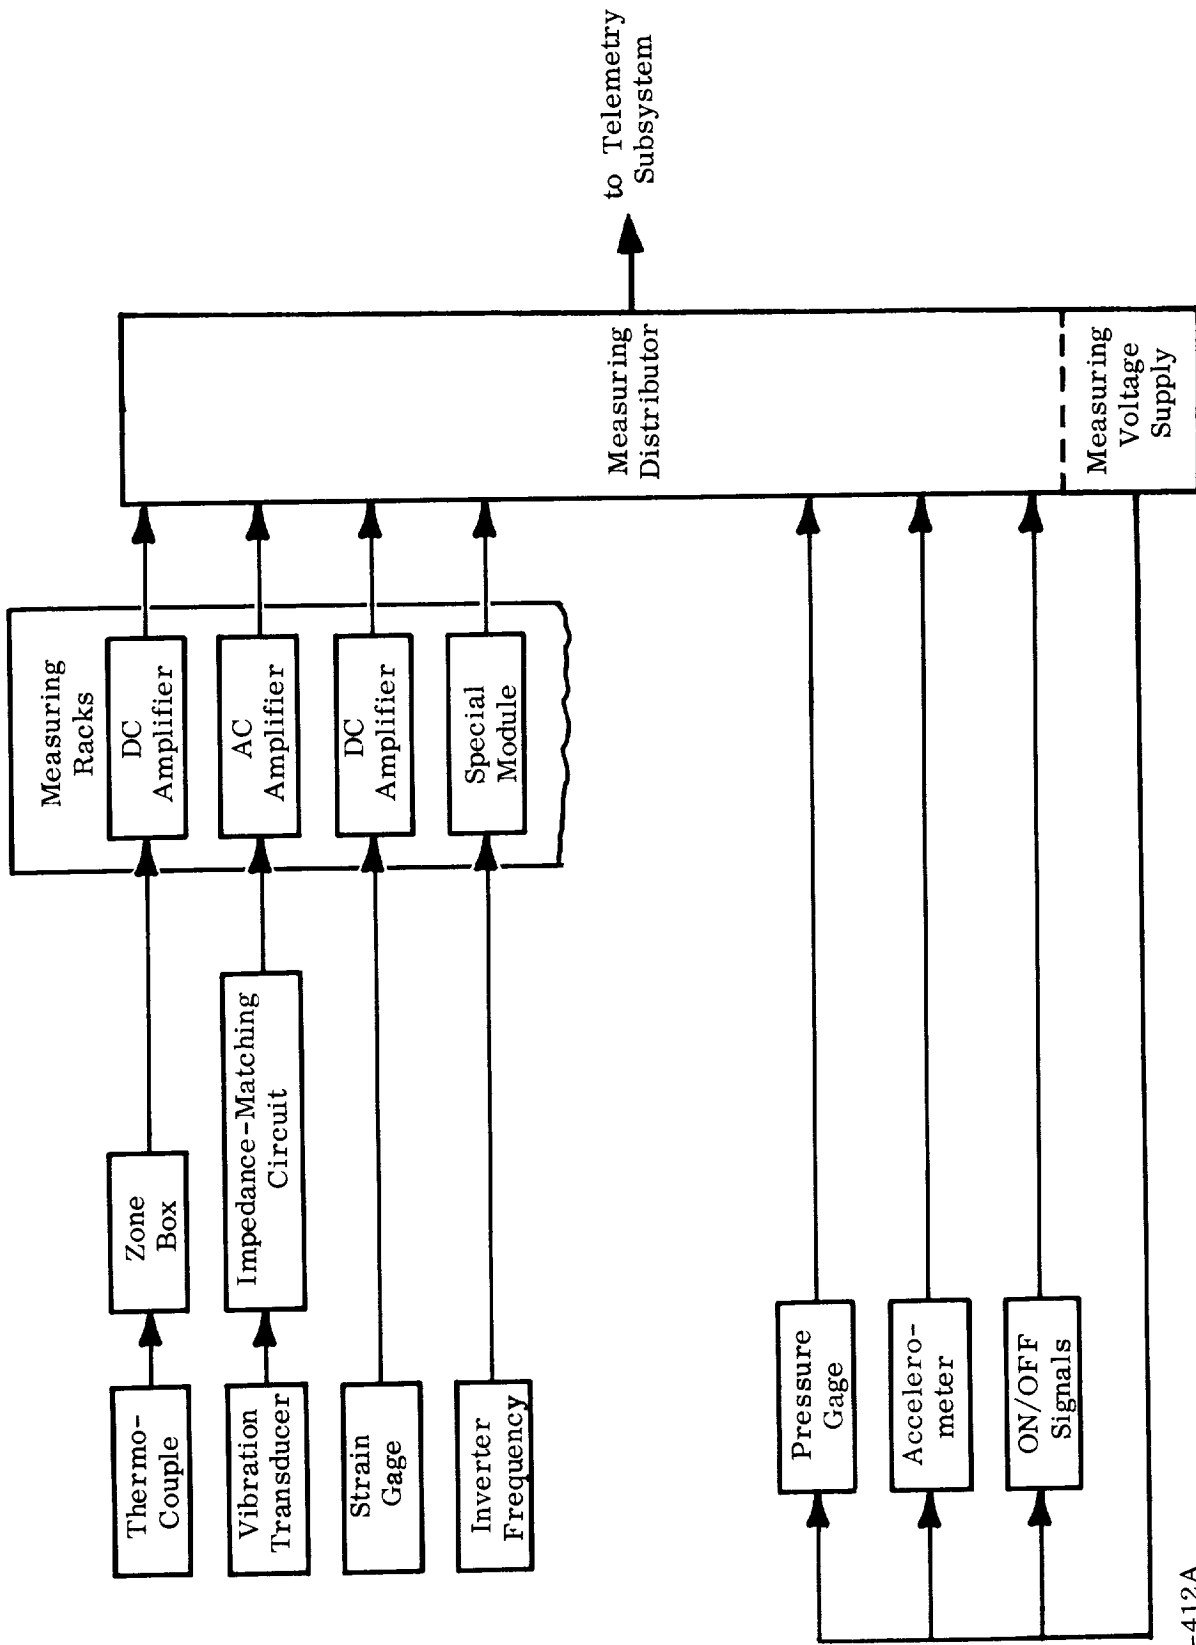 Measuring
Racks
Thermo-
Couple
Zone
Box
DC
Amplifier
Vibration
Transducer
Impedance-Matching
Circuit
AC
Amplifier
Strain
Gage
DC
Amplifier
Inverter
Frequency
Special
Module
Measuring
Distributor
to Telemetry
Subsystem
Pressure
Gage
Accelero-
meter
ON/OFF
Signals
Measuring
Voltage
Supply
-412A